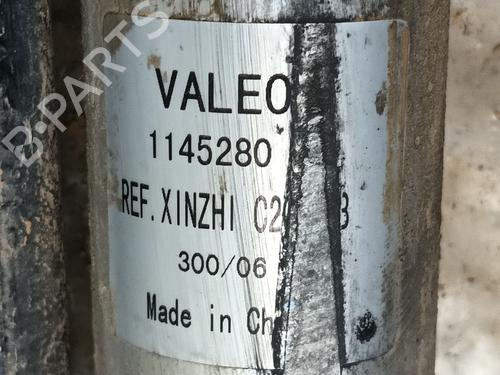 B-PARTS
VALEO
1145280
REF.XINZHI
300/06
Made in